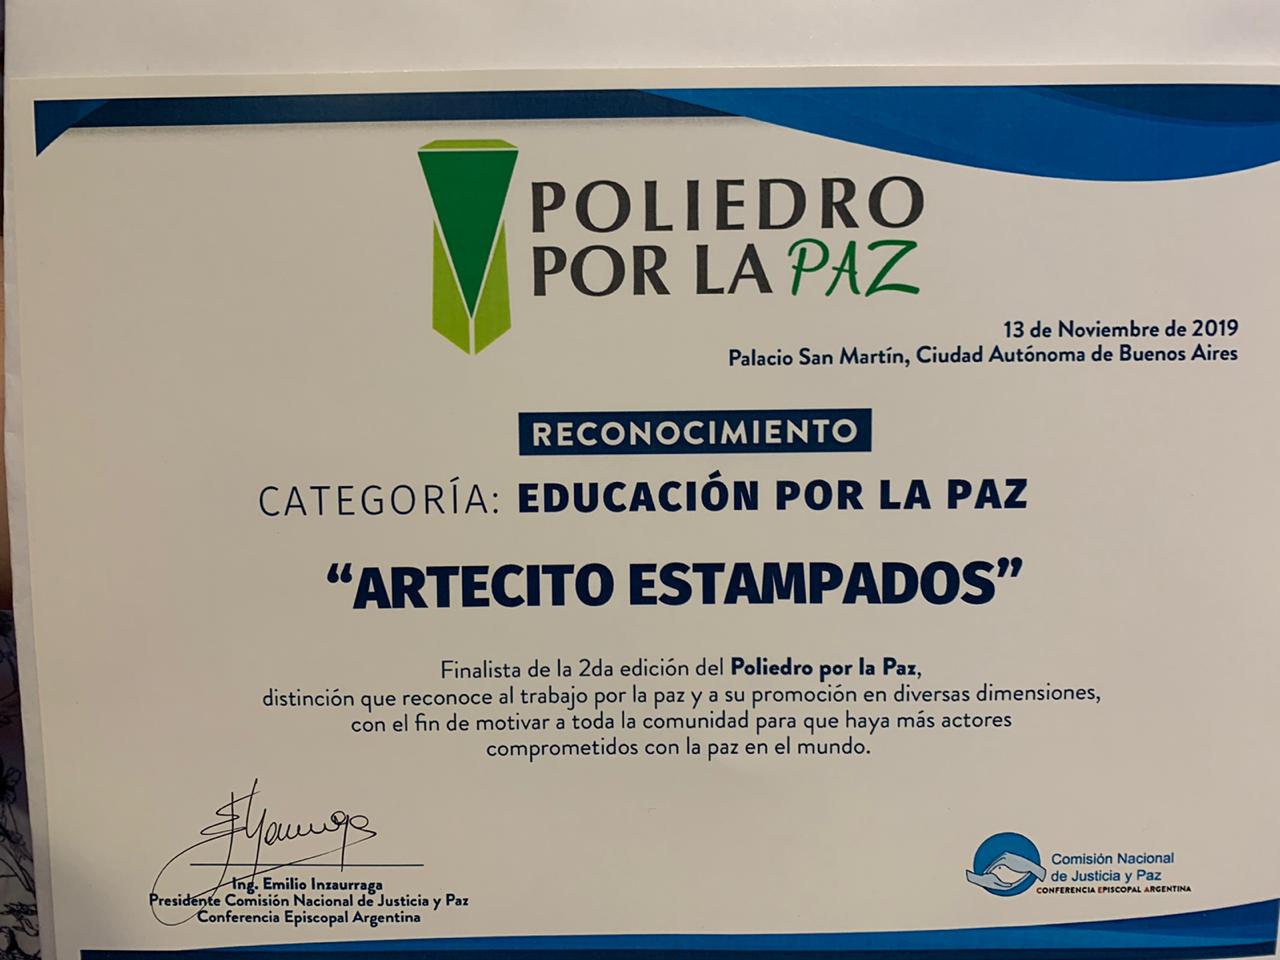 POLIEDRO
POR LA PAZ
13 de Noviembre de 2019
Palacio San Martín, Ciudad Autónoma de Buenos Aires
RECONOCIMIENTO
CATEGORÍA: EDUCACIÓN POR LA PAZ
“ARTECITO ESTAMPADOS”
Finalista de la 2da edición del Poliedro por la Paz,
distinción que reconoce al trabajo por la paz y a su promoción en diversas dimensiones,
con el fin de motivar a toda la comunidad para que haya más actores
comprometidos con la paz en el mundo.
Ing. Emilio Inzaurraga
Presidente Comisión Nacional de Justicia y Paz
Conferencia Episcopal Argentina
Comisión Nacional
de Justicia y Paz
CONFERENCIA EPISCOPAL ARGENTINA